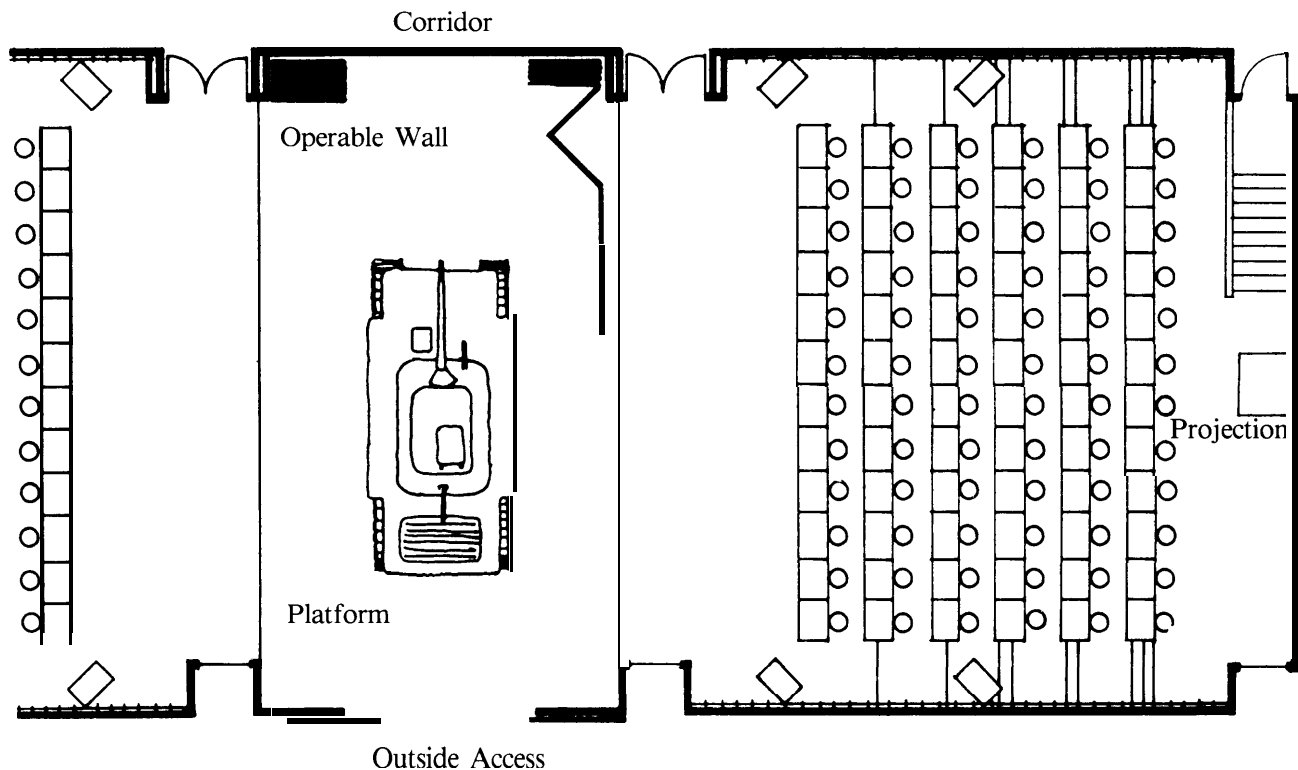 Corridor
Operable Wall
Projection
Platform
Outside Access